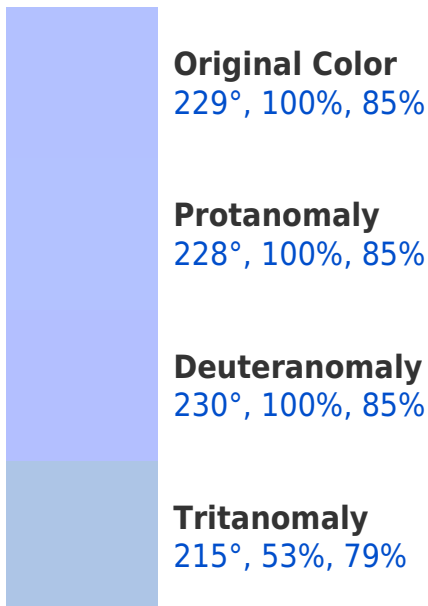 Original Color
229°, 100%, 85%
Protanomaly
228°, 100%, 85%
Deuteranomaly
230°, 100%, 85%
Tritanomaly
215°, 53%, 79%